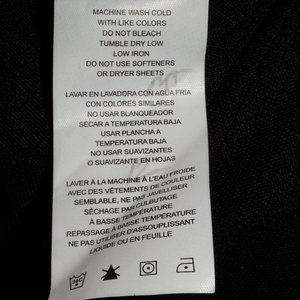 MACHINE WASH COLD
WITH LIKE COLORS
DO NOT BLEACH
TUMBLE DRY LOW
LOW IRON
DO NOT USE SOFTENERS
OR DRYER SHEETS
LAVAR EN LAVADORA CON AGUA FRÍA
CON COLORES SIMILARES
NO USAR BLANQUEADOR
SECAR A TEMPERATURA BAJA
USAR PLANCHA A
TEMPERATURA BAJA
NO USAR SUAVIZANTES
O SUAVIZANTE EN HOJAS
LAVER À LA MACHINE À L'EAU FROIDE
AVEC DES VÊTEMENTS DE COULEUR
SEMBLABLE, NE PAS JAVELLISER
SÉCHAGE PAR CULBUTAGE
À BASSE TEMPÉRATURE
REPASSAGE À BASSE TEMPÉRATURE
NE PAS UTILISER D'ASSOUPLISSANT
LIQUIDE OU EN FEUILLE